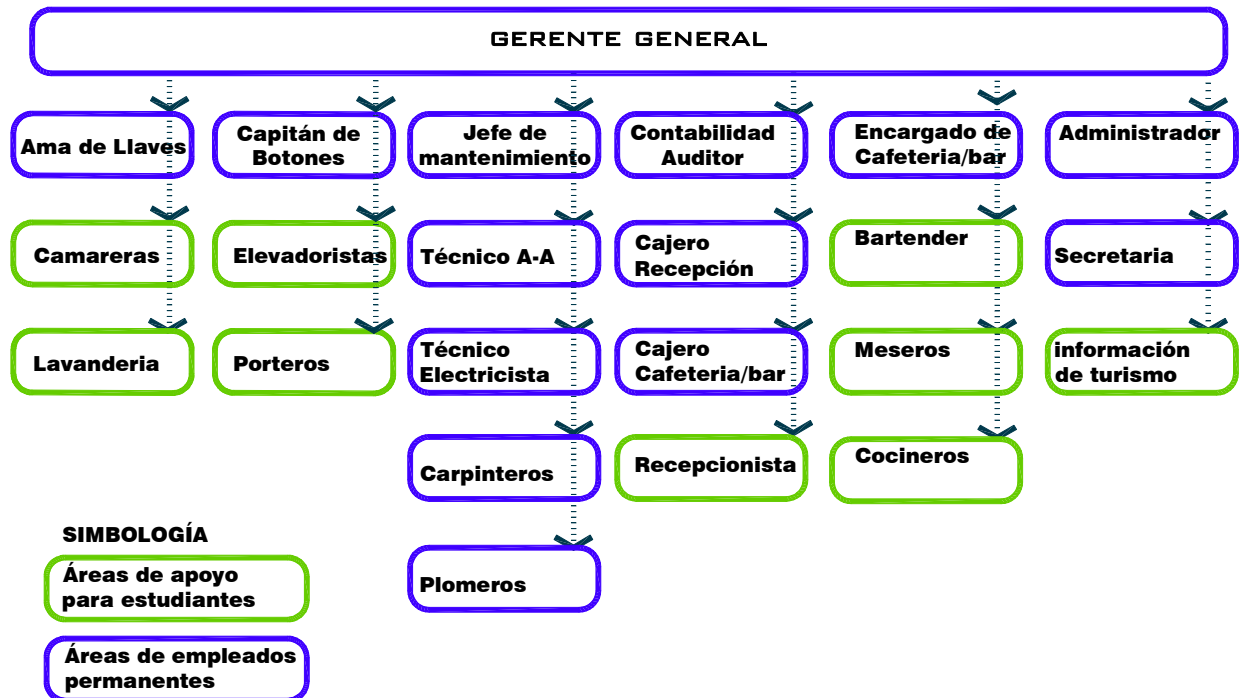 GERENTE GENERAL
Ama de Llaves
Capitán de
Botones
Jefe de
mantenimiento
Contabilidad
Auditor
Encargado de
Cafeteria/bar
Administrador
Camareras
Elevadoristas
Técnico A-A
Cajero
Recepción
Bartender
Secretaria
Lavanderia
Porteros
Técnico
Electricista
Cajero
Cafeteria/bar
Meseros
información
de turismo
Carpinteros
Recepcionista
Cocineros
Plomeros
SIMBOLOGÍA
Áreas de apoyo
para estudiantes
Áreas de empleados
permanentes